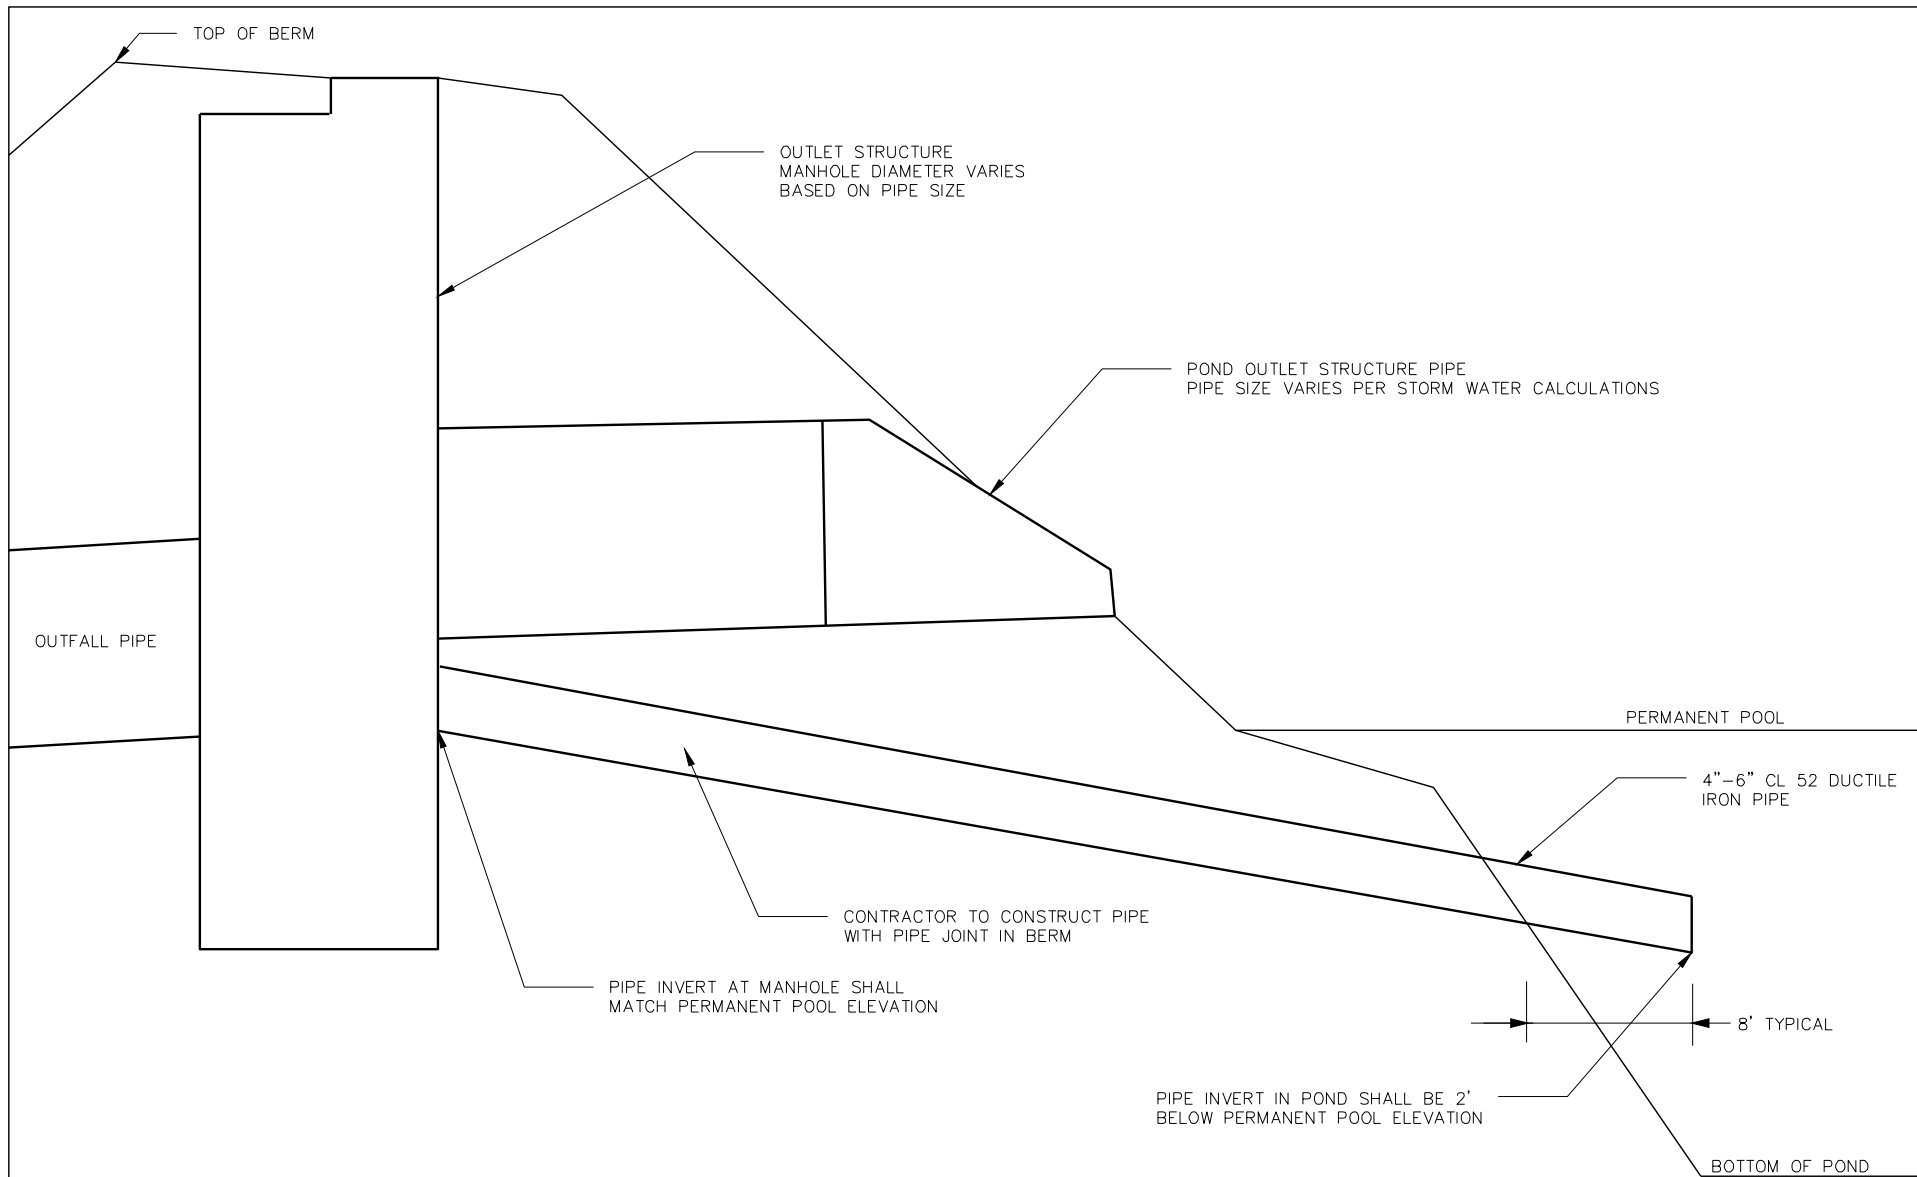 TOP OF BERM
OUTLET STRUCTURE
MANHOLE DIAMETER VARIES
BASED ON PIPE SIZE
POND OUTLET STRUCTURE PIPE
PIPE SIZE VARIES PER STORM WATER CALCULATIONS
OUTFALL PIPE
PERMANENT POOL
4"-6" CL 52 DUCTILE
IRON PIPE
CONTRACTOR TO CONSTRUCT PIPE
WITH PIPE JOINT IN BERM
PIPE INVERT AT MANHOLE SHALL
MATCH PERMANENT POOL ELEVATION
8' TYPICAL
PIPE INVERT IN POND SHALL BE 2'
BELOW PERMANENT POOL ELEVATION
BOTTOM OF POND